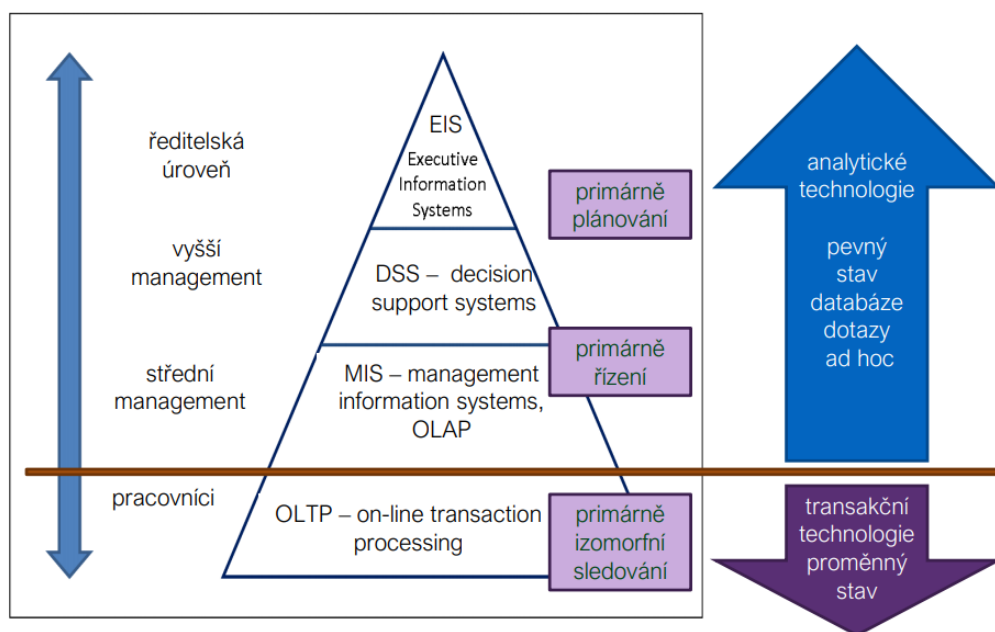 ředitelská
úroveň
vyšší
management
střední
management
pracovníci
EIS
Executive
Information
Systems
DSS – decision
support systems
MIS – management
information systems,
OLAP
OLTP – on-line transaction
processing
primárně
plánování
primárně
řízení
primárně
izomorfní
sledování
analytické
technologie
pevný
stav
databáze
dotazy
ad hoc
transakční
technologie
proměnný
stav